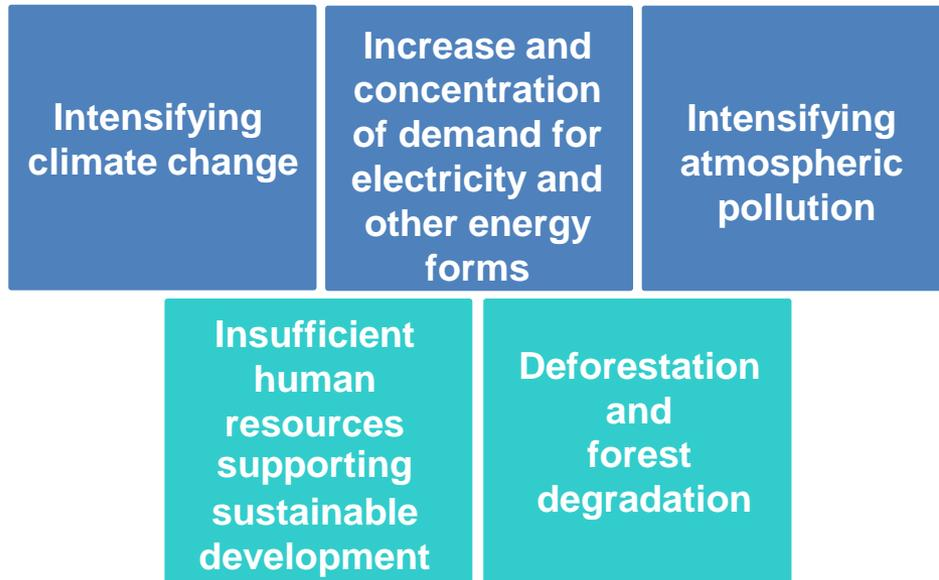 Intensifying
climate change
Increase and
concentration
of demand for
electricity and
other energy
forms
Intensifying
atmospheric
pollution
Insufficient
human
resources
supporting
sustainable
development
Deforestation
and
forest
degradation